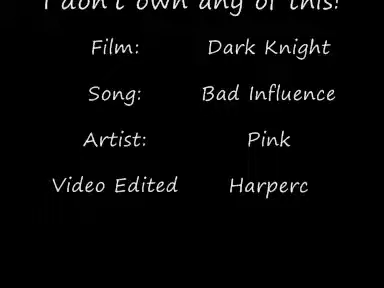 I don't own any of this!
Film: Dark Knight
Song: Bad Influence
Artist: Pink
Video Edited Harperc